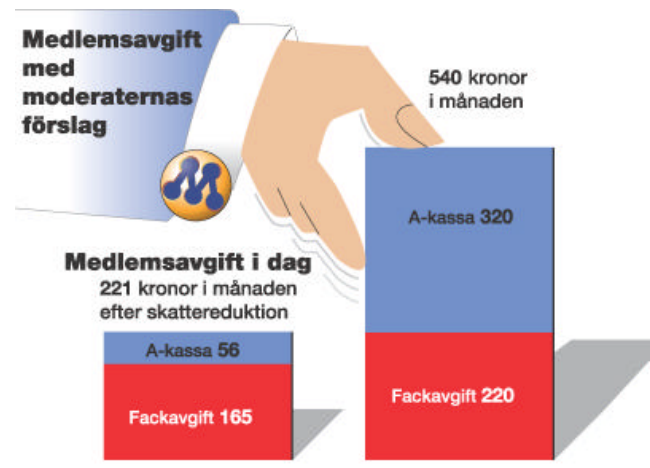 Medlemsavgift
med
moderaternas
förslag
540 kronor
i månaden
A-kassa 320
Fackavgift 220
Medlemsavgift i dag
221 kronor i månaden
efter skattereduktion
A-kassa 56
Fackavgift 165